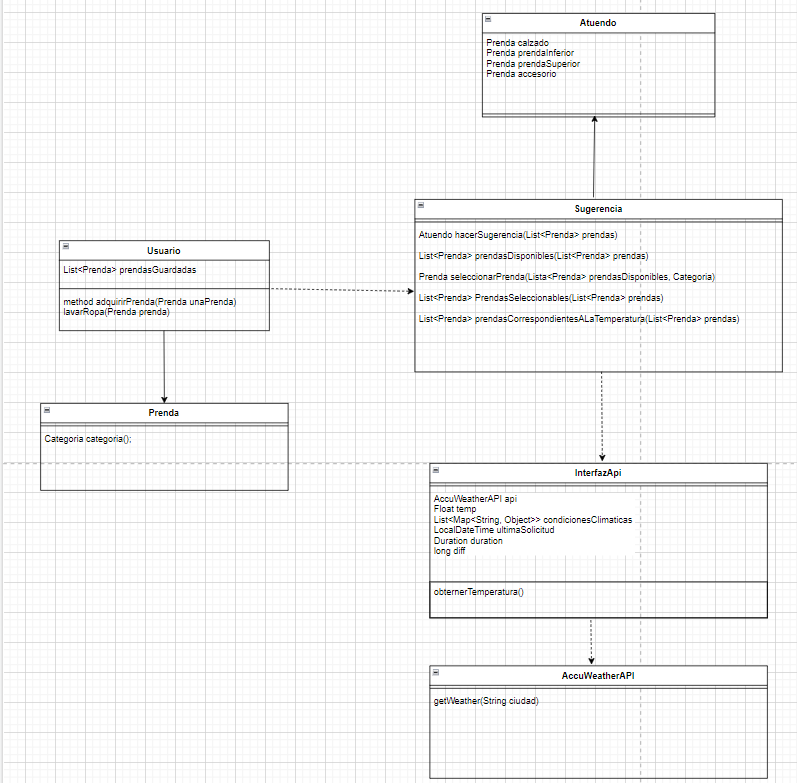 Atuendo
Prenda calzado
Prenda prendaInferior
Prenda prendaSuperior
Prenda accesorio
Sugerencia
Atuendo hacerSugerencia(List<Prenda> prendas)
List<Prenda> prendasDisponibles(List<Prenda> prendas)
Prenda seleccionarPrenda(Lista<Prenda> prendasDisponibles, Categoria)
List<Prenda> PrendasSeleccionables(List<Prenda> prendas)
List<Prenda> prendasCorrespondientesALaTemperatura(List<Prenda> prendas)
Usuario
List<Prenda> prendasGuardadas
method adquirirPrenda(Prenda unaPrenda)
lavarRopa(Prenda prenda)
Prenda
Categoria categoria();
InterfazApi
AccuWeatherAPI api
Float temp
List<Map<String, Object>> condicionesClimaticas
LocalDateTime ultimaSolicitud
Duration duration
long diff
obternerTemperatura()
AccuWeatherAPI
getWeather(String ciudad)